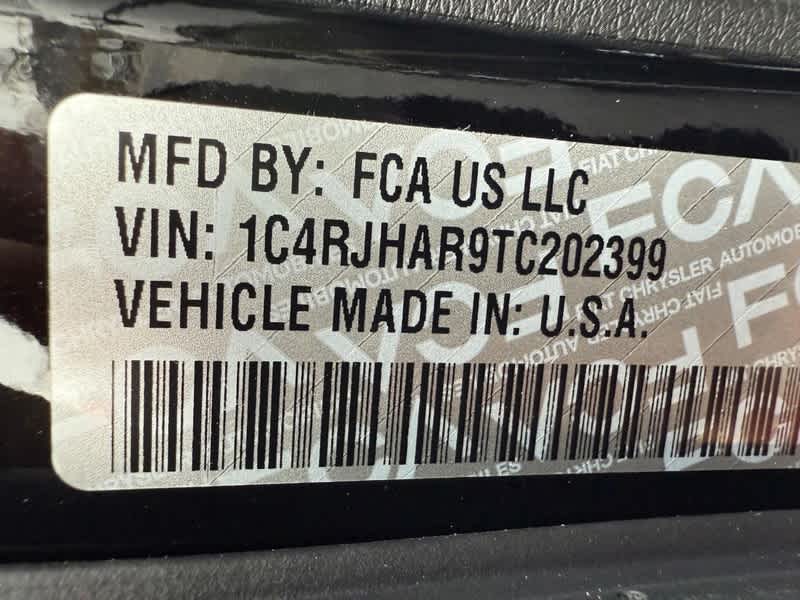 MFD BY: FCA US LLC
VIN: 1C4RJHAR9TC202399
VEHICLE MADE IN: U.S.A.